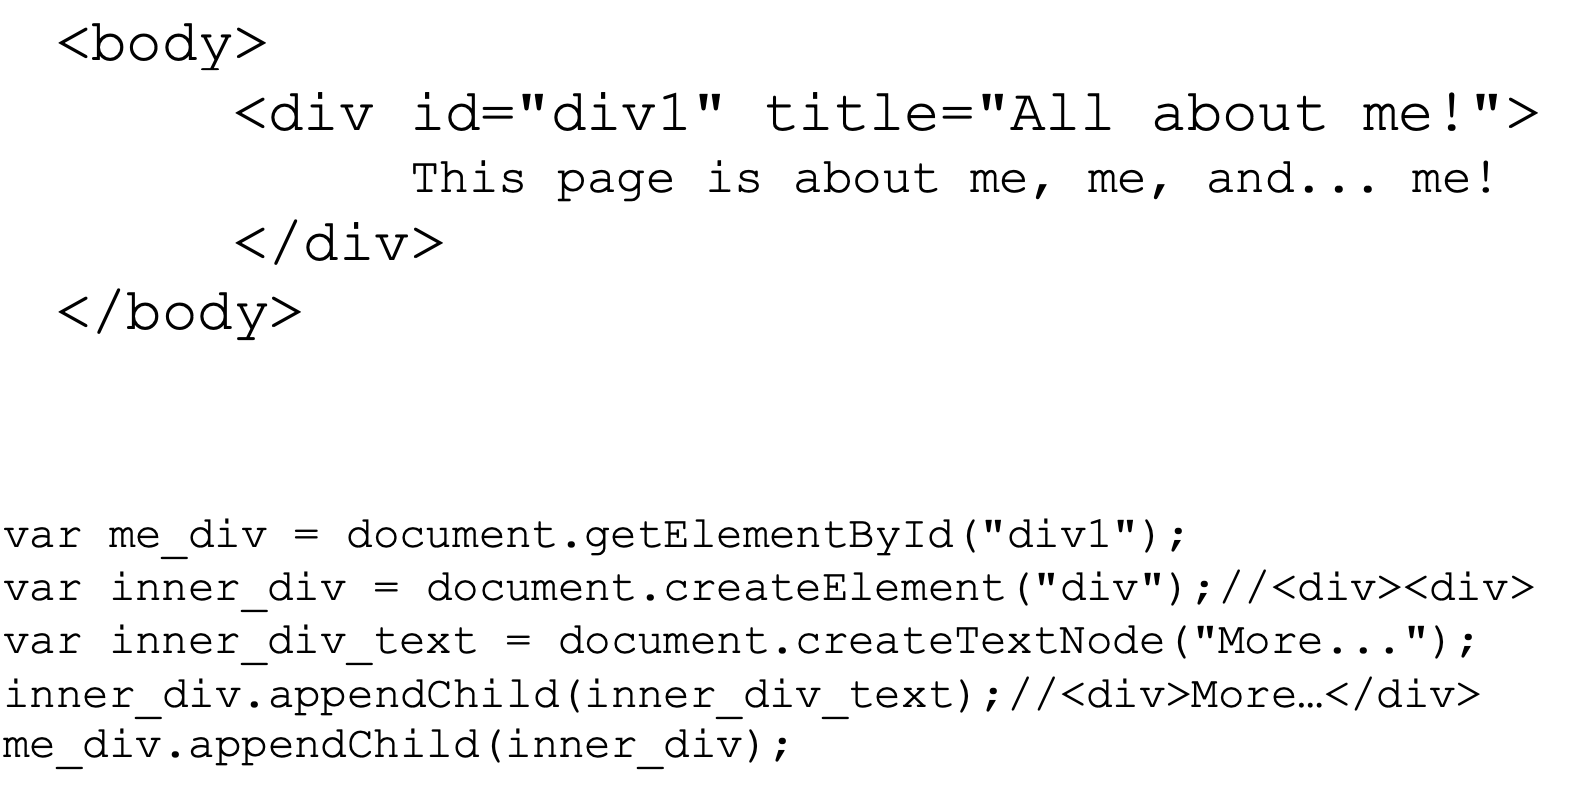 <body>
<div id="div1" title="All about me!">
This page is about me, me, and... me!
</div>
</body>
var me_div = document.getElementById("div1");
var inner_div = document.createElement("div");//<div><div>
var inner_div_text = document.createTextNode("More...");
inner_div.appendChild(inner_div_text);//<div>More…</div>
me_div.appendChild(inner_div);